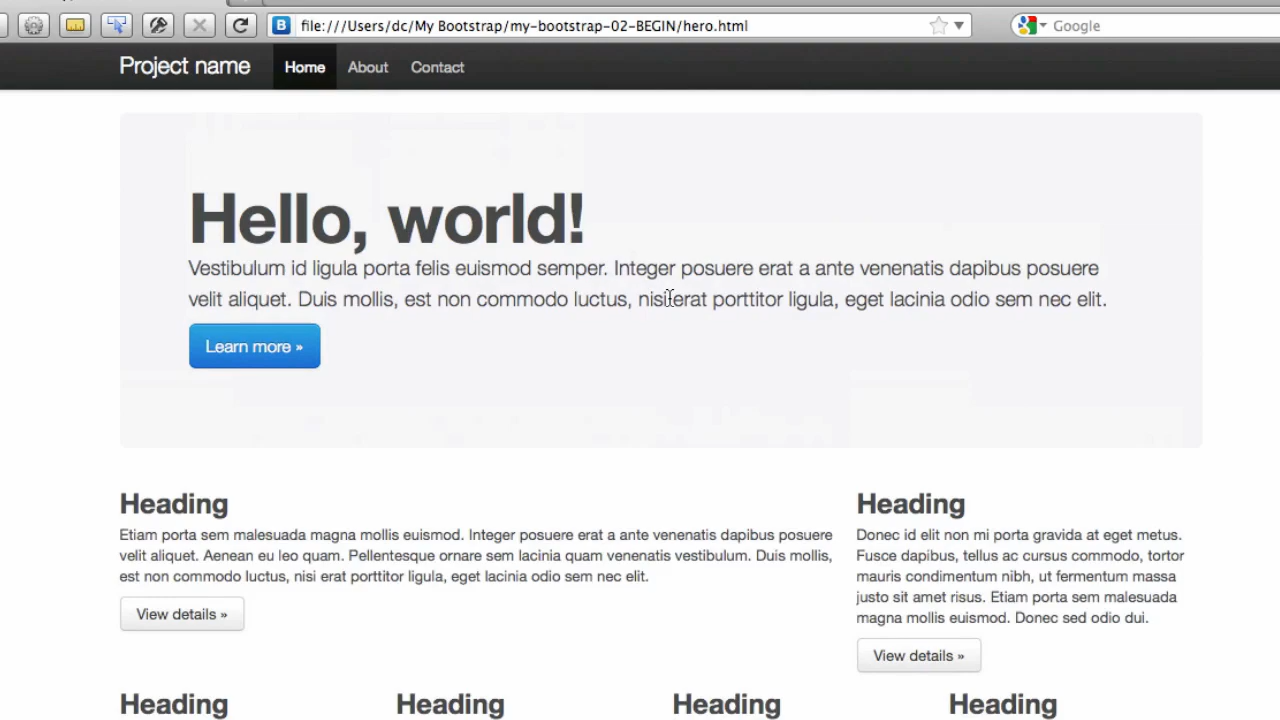 file:///Users/dc/My Bootstrap/my-bootstrap-02-BEGIN/hero.html
Google
Project name
Home
About
Contact
Hello, world!
Vestibulum id ligula porta felis euismod semper. Integer posuere erat a ante venenatis dapibus posuere
velit aliquet. Duis mollis, est non commodo luctus, nisi erat porttitor ligula, eget lacinia odio sem nec elit.
Learn more »
Heading
Etiam porta sem malesuada magna mollis euismod. Integer posuere erat a ante venenatis dapibus posuere
velit aliquet. Aenean eu leo quam. Pellentesque ornare sem lacinia quam venenatis vestibulum. Duis mollis,
est non commodo luctus, nisi erat porttitor ligula, eget lacinia odio sem nec elit.
View details »
Heading
Donec id elit non mi porta gravida at eget metus.
Fusce dapibus, tellus ac cursus commodo, tortor
mauris condimentum nibh, ut fermentum massa
justo sit amet risus. Etiam porta sem malesuada
magna mollis euismod. Donec sed odio dui.
View details »
Heading
Heading
Heading
Heading